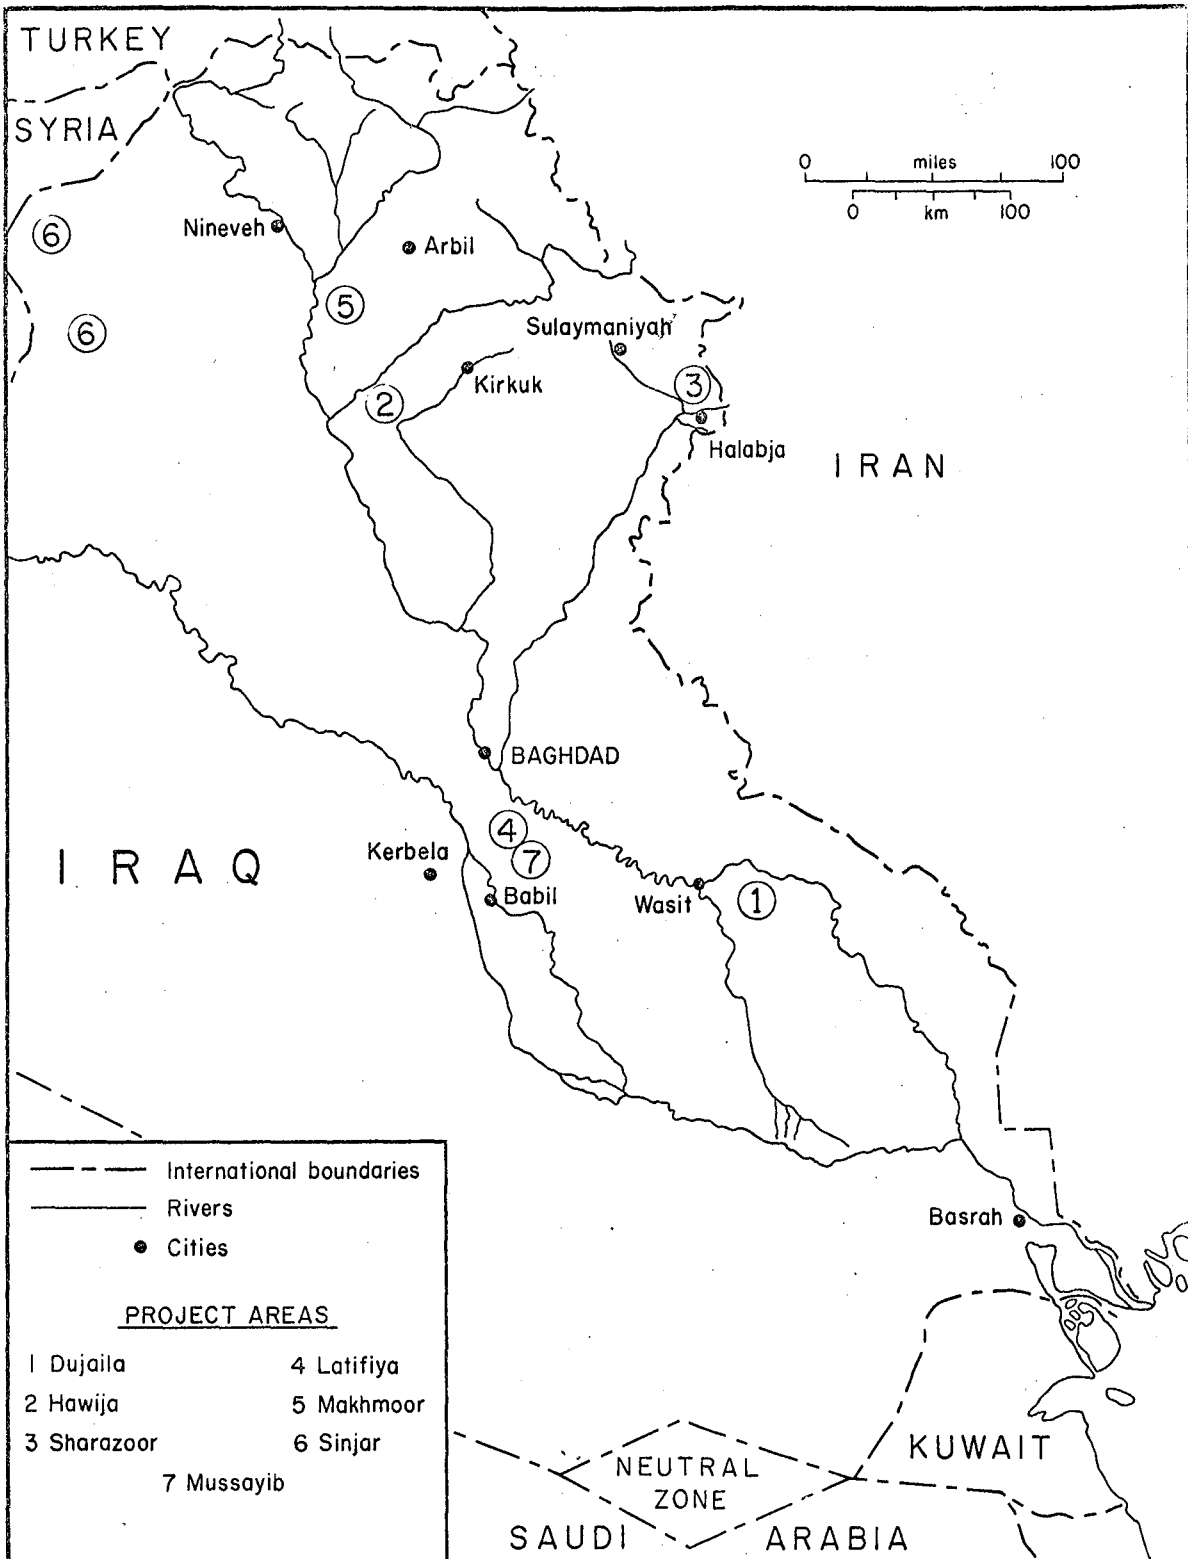 TURKEY
SYRIA
0 miles 100
0 km 100
6
Nineveh
Arbil
5
6
Sulaymaniyah
3
Kirkuk
2
Halabja
IRAN
BAGHDAD
4
Kerbela
7
IRAQ
Babil
Wasit
1
Basrah
International boundaries
Rivers
Cities
PROJECT AREAS
1 Dujaila
4 Latifiya
2 Hawija
5 Makhmoor
3 Sharazoor
6 Sinjar
7 Mussayib
KUWAIT
NEUTRAL
ZONE
SAUDI ARABIA